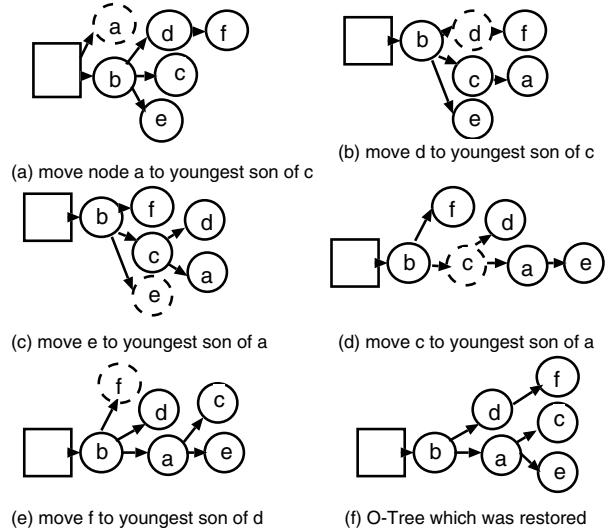 a
d
f
b
c
e
(a) move node a to youngest son of c
b
d
f
c
a
e
(b) move d to youngest son of c
b
f
d
c
a
e
(c) move e to youngest son of a
f
d
b
c
a
e
(d) move c to youngest son of a
f
c
d
b
a
e
(e) move f to youngest son of d
f
d
c
b
a
e
(f) O-Tree which was restored